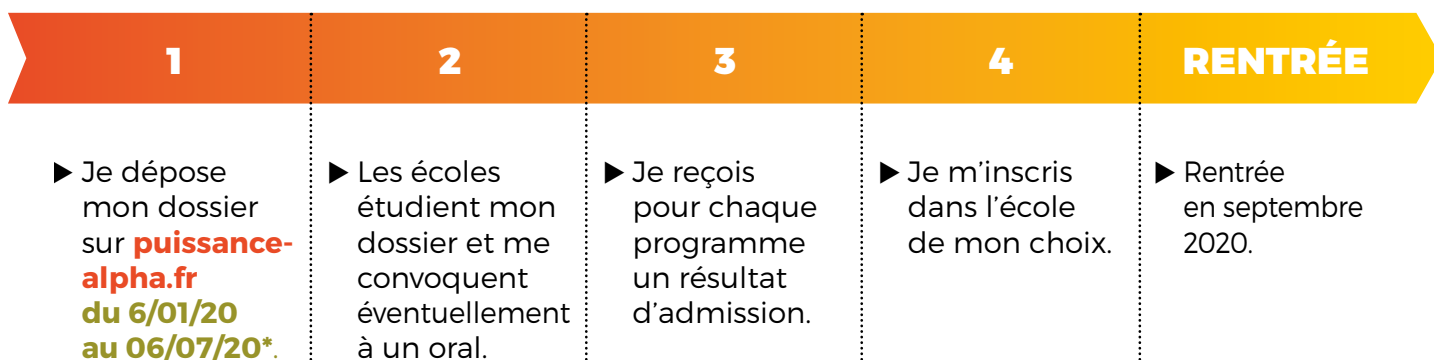 1
2
3
4
RENTRÉE
▶ Je dépose
mon dossier
sur puissance-
alpha.fr
du 6/01/20
au 06/07/20*.
▶ Les écoles
étudient mon
dossier et me
convoquent
éventuellement
à un oral.
▶ Je reçois
pour chaque
programme
un résultat
d’admission.
▶ Je m’inscris
dans l’école
de mon choix.
▶ Rentrée
en septembre
2020.